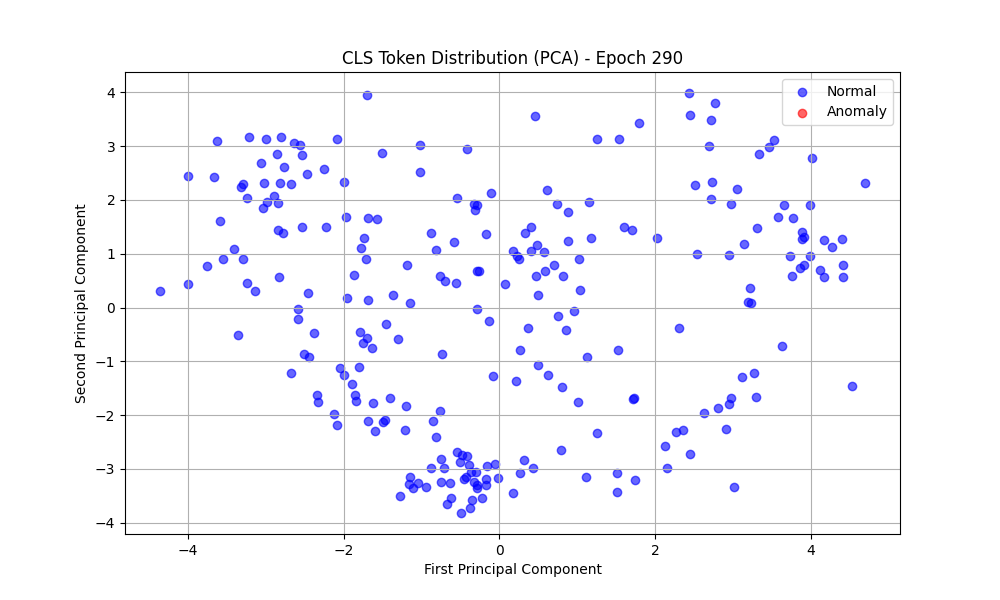 CLS Token Distribution (PCA) - Epoch 290
Normal
Anomaly
4
3
2
1
0
−1
−2
−3
−4
Second Principal Component
−4
−2
0
2
4
First Principal Component